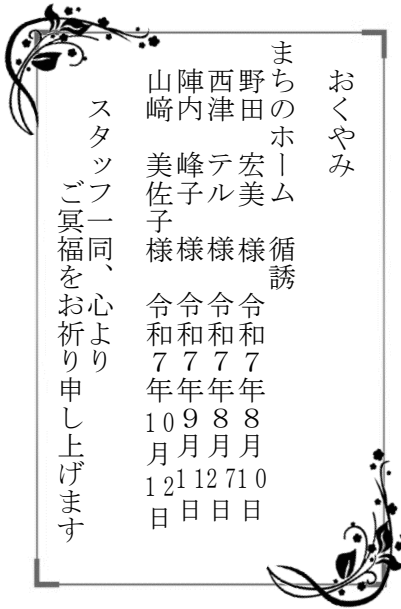 おくやみ
まちのホーム　循誘
野田　宏美　様　令和７年８月10日
西津　テル　様　令和７年８月27日
陣内　峰子　様　令和７年９月11日
山﨑　美佐子　様　令和７年10月12日
スタッフ一同、心より
ご冥福をお祈り申し上げます